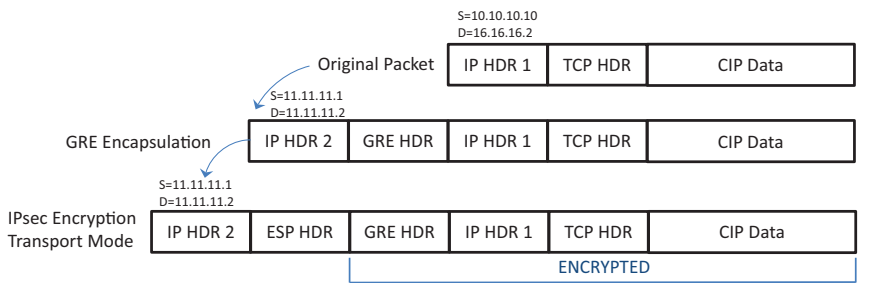 S=10.10.10.10
D=16.16.16.2
Original Packet
IP HDR 1
TCP HDR
CIP Data
S=11.11.11.1
D=11.11.11.2
GRE Encapsulation
IP HDR 2
GRE HDR
IP HDR 1
TCP HDR
CIP Data
S=11.11.11.1
D=11.11.11.2
IPsec Encryption
Transport Mode
IP HDR 2
ESP HDR
GRE HDR
IP HDR 1
TCP HDR
CIP Data
ENCRYPTED